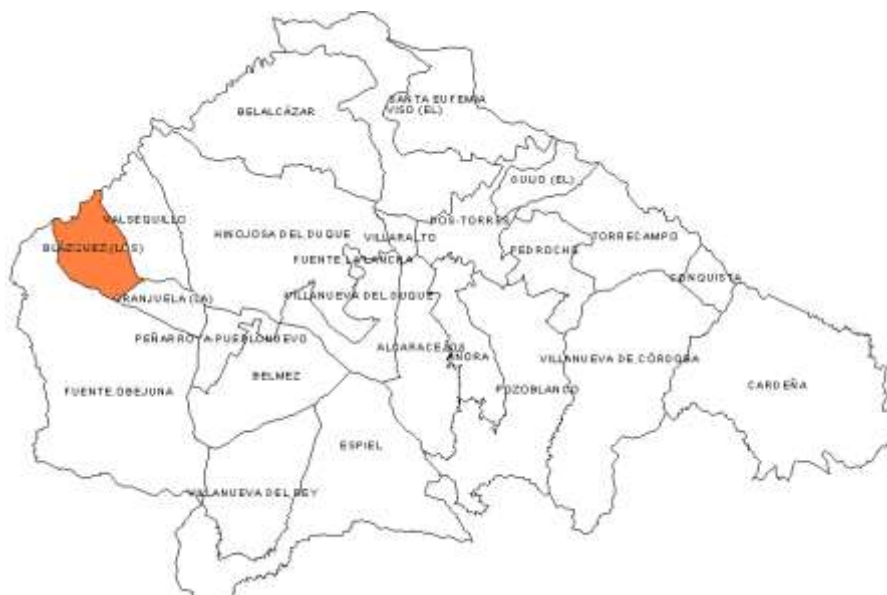 SANTA EUFEMIA
VISO (EL)
BELALCÁZAR
GUIJO (EL)
VALSEQUILLO
DOS-TORRES
HINOJOSA DEL DUQUE
VILLARALTO
TORRECAMPO
BLÁZQUEZ (LOS)
PEDROCHE
FUENTE LA LANCHA
CONQUISTA
GRANJUELA (LA)
VILLANUEVA DEL DUQUE
PEÑARROYA-PUEBLONUEVO
ALCARACEJOS
AÑORA
VILLANUEVA DE CÓRDOBA
BELMEZ
CARDEÑA
FUENTE OBEJUNA
POZOBLANCO
ESPIEL
VILLANUEVA DEL REY